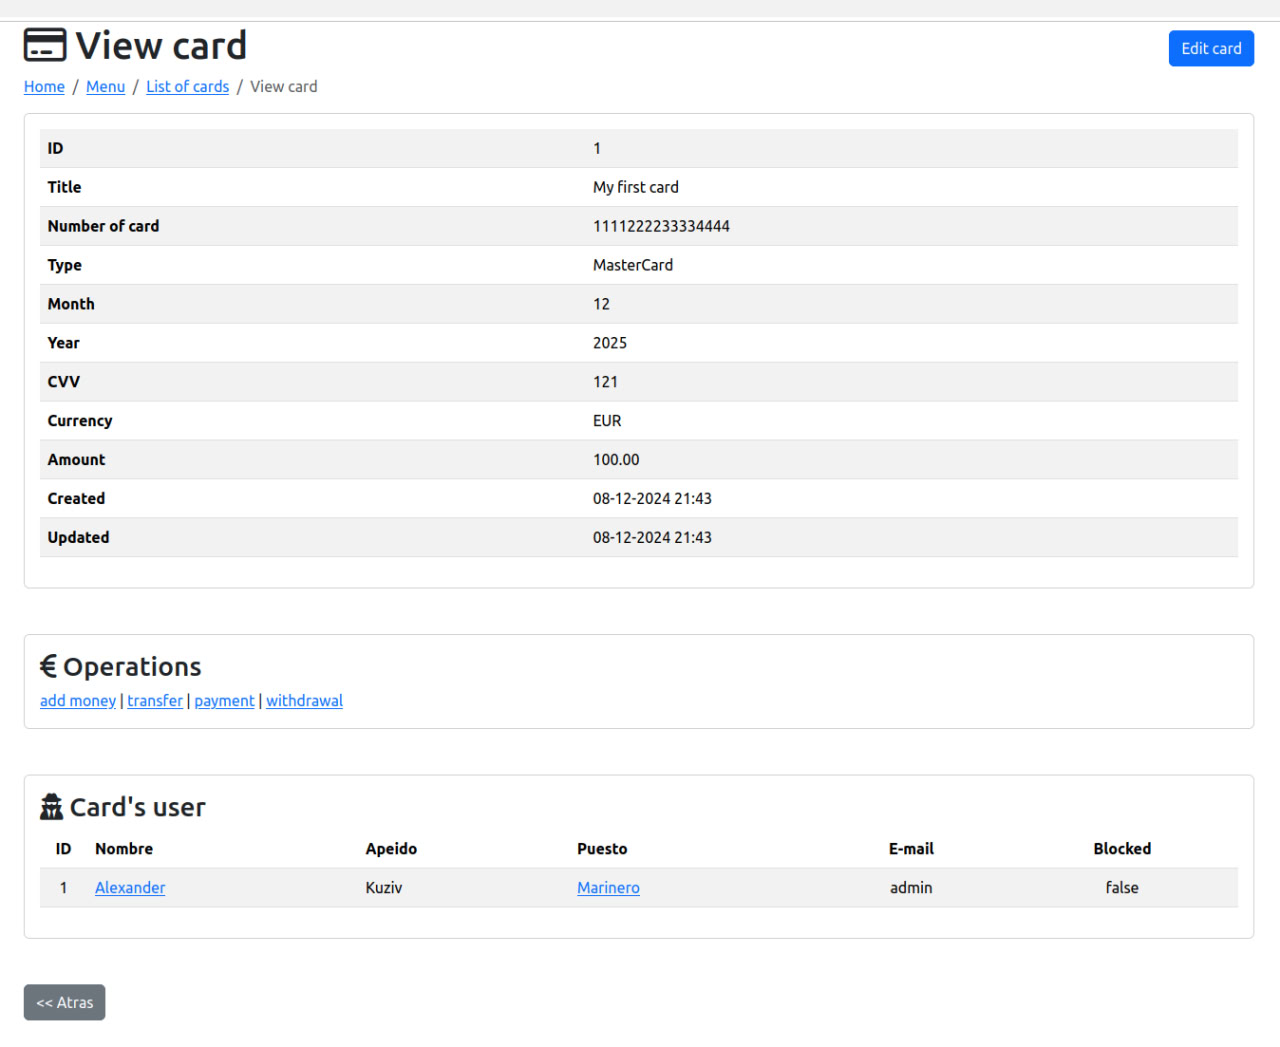 View card
Edit card
Home / Menu / List of cards / View card
ID 1
Title My first card
Number of card 1111222233334444
Type MasterCard
Month 12
Year 2025
CVV 121
Currency EUR
Amount 100.00
Created 08-12-2024 21:43
Updated 08-12-2024 21:43
€ Operations
add money | transfer | payment | withdrawal
Card's user
ID Nombre Apeido Puesto E-mail Blocked
1 Alexander Kuziv Marinero admin false
<< Atras